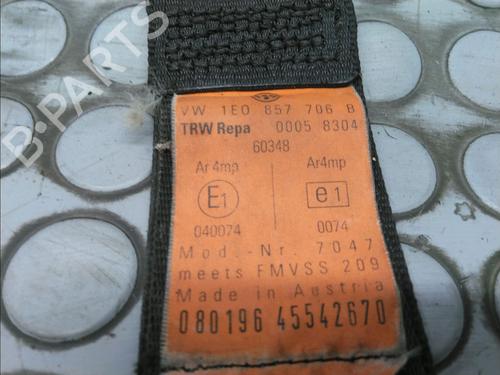 B-PARTS
VW 1E0 857 706 B
TRW Repa 0005 8304
60348
Ar4mp Ar4mp
E1 e1
040074 0074
Mod.-Nr. 7047
meets FMVSS 209
Made in Austria
080196 45542670